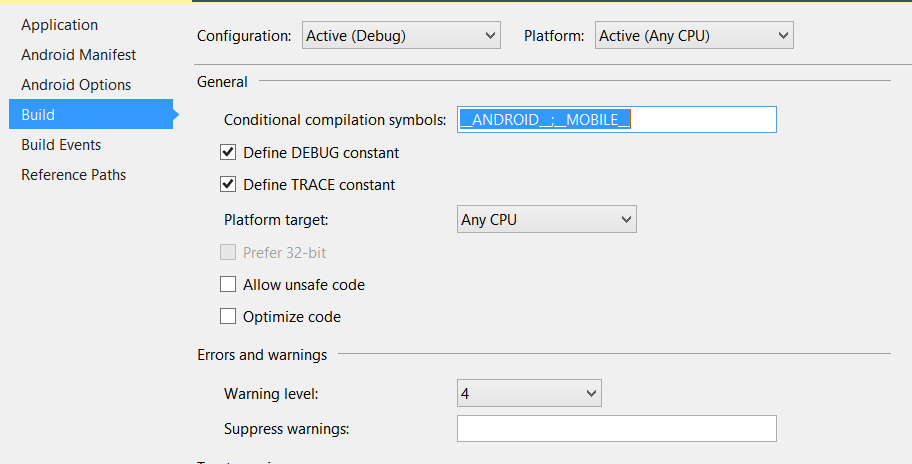 Application
Android Manifest
Android Options
Build
Build Events
Reference Paths
Configuration: Active (Debug) Platform: Active (Any CPU)
General
Conditional compilation symbols: __ANDROID__;__MOBILE__
Define DEBUG constant
Define TRACE constant
Platform target: Any CPU
Prefer 32-bit
Allow unsafe code
Optimize code
Errors and warnings
Warning level: 4
Suppress warnings: